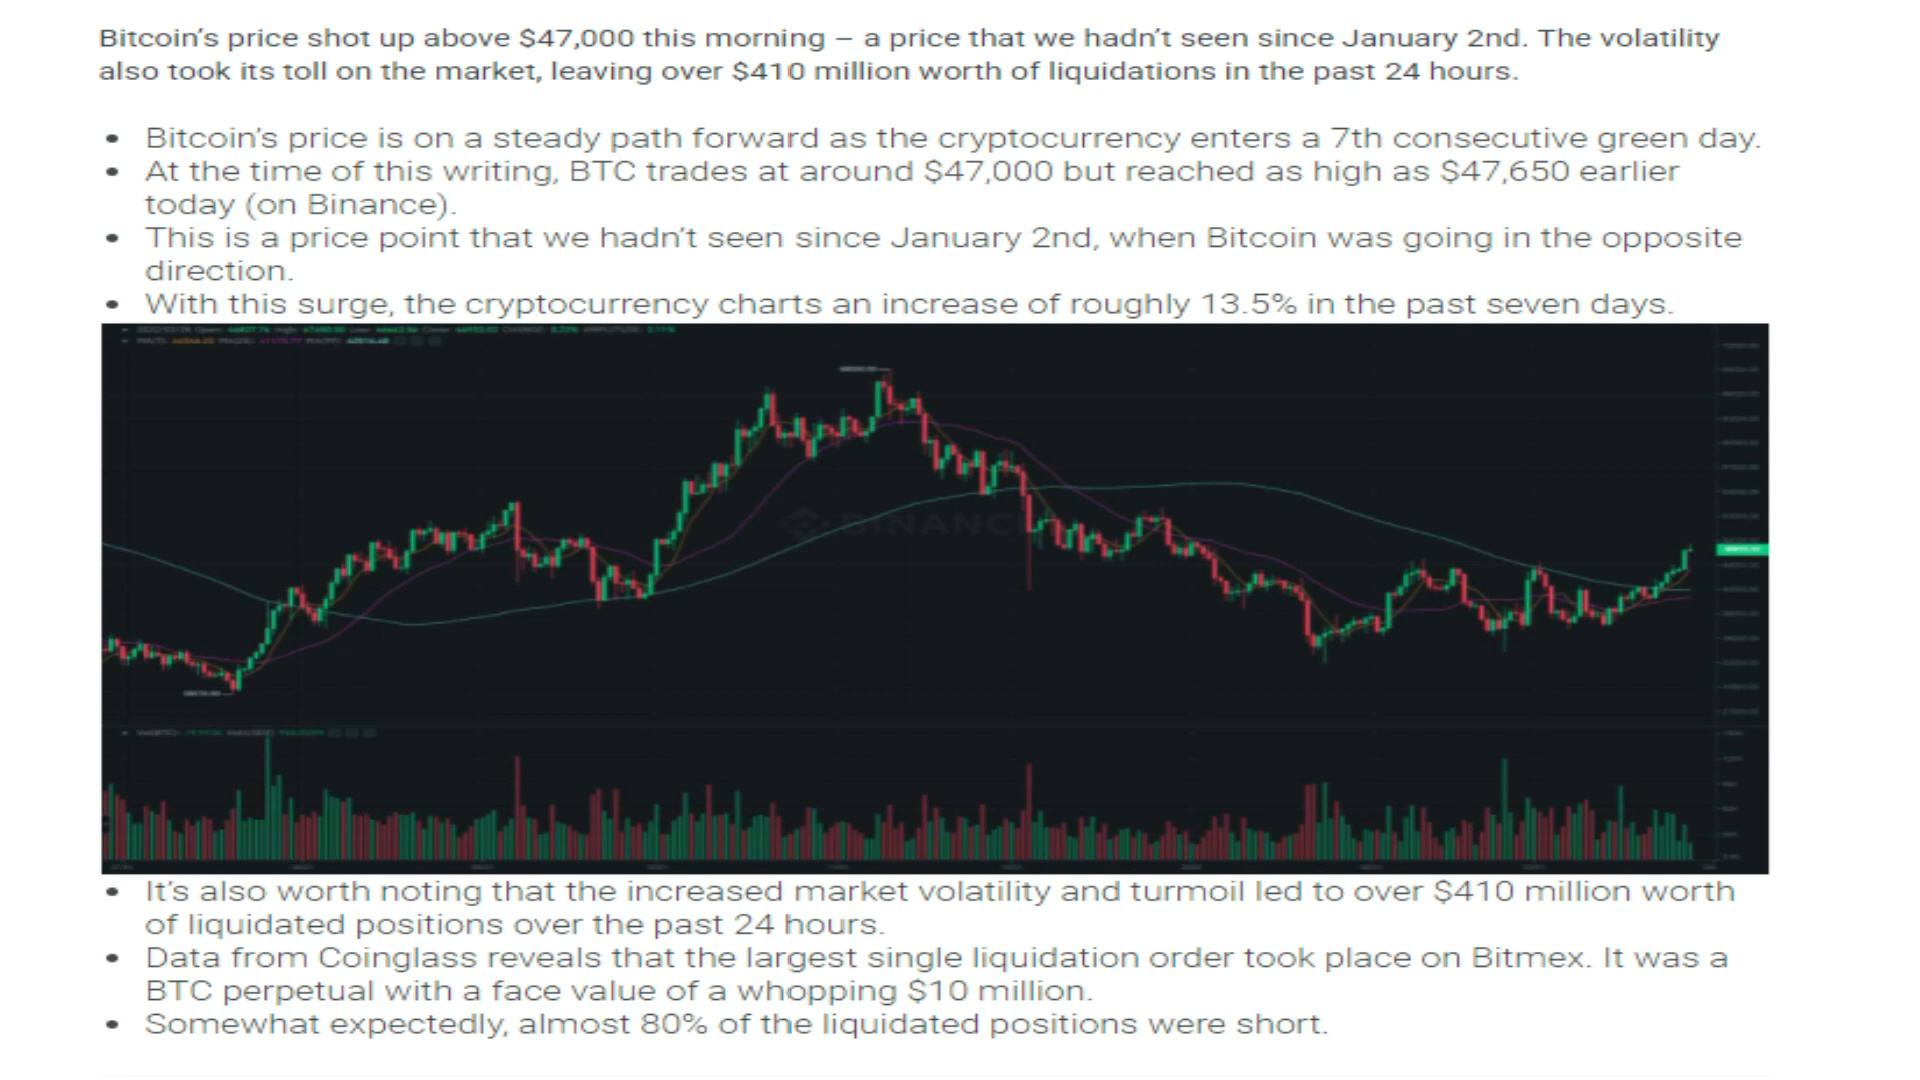 Bitcoin's price shot up above $47,000 this morning – a price that we hadn't seen since January 2nd. The volatility
also took its toll on the market, leaving over $410 million worth of liquidations in the past 24 hours.
• Bitcoin's price is on a steady path forward as the cryptocurrency enters a 7th consecutive green day.
• At the time of this writing, BTC trades at around $47,000 but reached as high as $47,650 earlier
today (on Binance).
• This is a price point that we hadn't seen since January 2nd, when Bitcoin was going in the opposite
direction.
• With this surge, the cryptocurrency charts an increase of roughly 13.5% in the past seven days.
BINANCE
• It's also worth noting that the increased market volatility and turmoil led to over $410 million worth
of liquidated positions over the past 24 hours.
• Data from Coinglass reveals that the largest single liquidation order took place on Bitmex. It was a
BTC perpetual with a face value of a whopping $10 million.
• Somewhat expectedly, almost 80% of the liquidated positions were short.